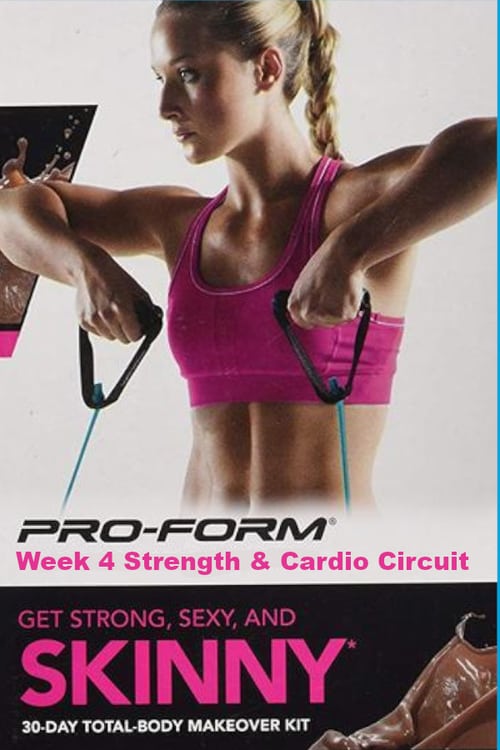 PRO-FORM®
Week 4 Strength & Cardio Circuit
GET STRONG, SEXY, AND
SKINNY*
30-DAY TOTAL-BODY MAKEOVER KIT